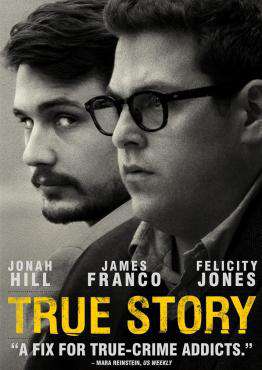 JONAH HILL
JAMES FRANCO
FELICITY JONES
TRUE STORY
“A FIX FOR TRUE-CRIME ADDICTS.”
– MARA REINSTEIN, US WEEKLY